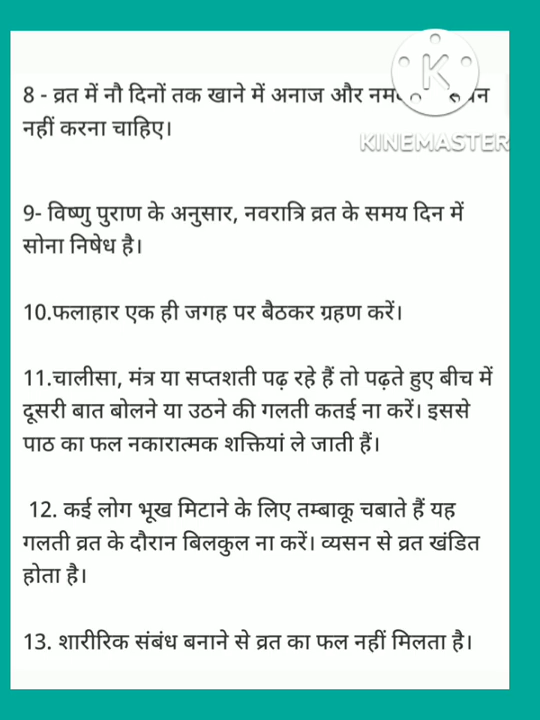 8 - व्रत में नौ दिनों तक खाने में अनाज और
नहीं करना चाहिए।
KINEMASTER
9- विष्णु पुराण के अनुसार, नवरात्रि व्रत के समय दिन में
सोना निषेध है।
10.फलाहार एक ही जगह पर बैठकर ग्रहण करें।
11.चालीसा, मंत्र या सप्तशती पढ़ रहे हैं तो पढ़ते हुए बीच में
दूसरी बात बोलने या उठने की गलती कतई ना करें। इससे
पाठ का फल नकारात्मक शक्तियां ले जाती हैं।
12. कई लोग भूख मिटाने के लिए तम्बाकू चबाते हैं यह
गलती व्रत के दौरान बिलकुल ना करें। व्यसन से व्रत खंडित
होता है।
13. शारीरिक संबंध बनाने से व्रत का फल नहीं मिलता है।